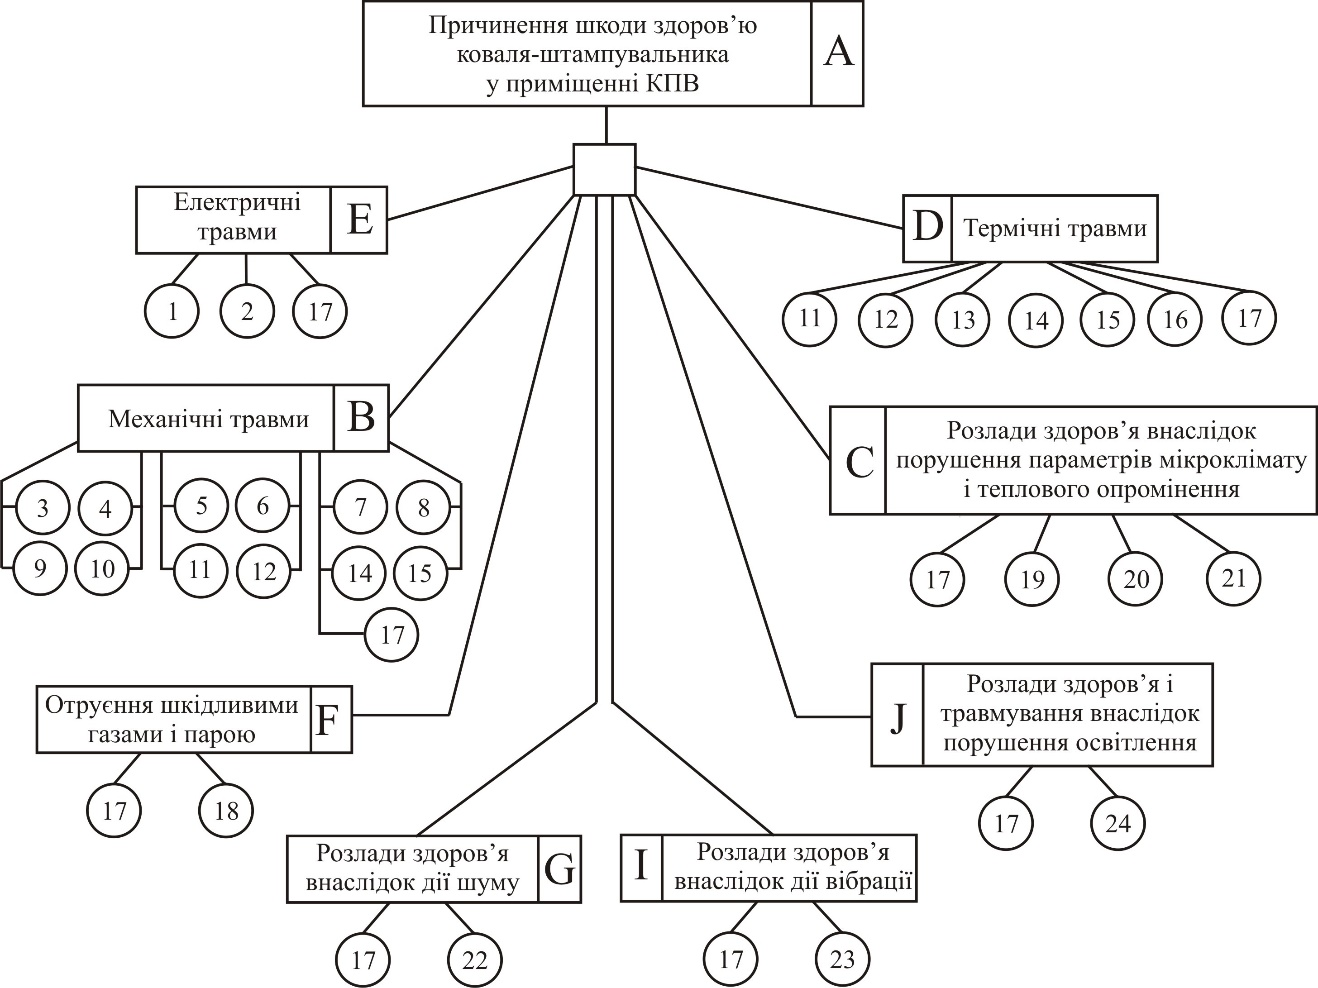 Причинення шкоди здоров’ю
коваля-штампувальника
у приміщенні КПВ
A
Електричні
травми
E
1
2
17
D
Термічні травми
11
12
13
14
15
16
17
Механічні травми
B
3
4
5
6
7
8
9
10
11
12
14
15
17
C
Розлади здоров’я внаслідок
порушення параметрів мікроклімату
і теплового опромінення
17
19
20
21
Отруєння шкідливими
газами і парою
F
17
18
J
Розлади здоров’я і
травмування внаслідок
порушення освітлення
17
24
Розлади здоров’я
внаслідок дії шуму
G
17
22
I
Розлади здоров’я
внаслідок дії вібрації
17
23